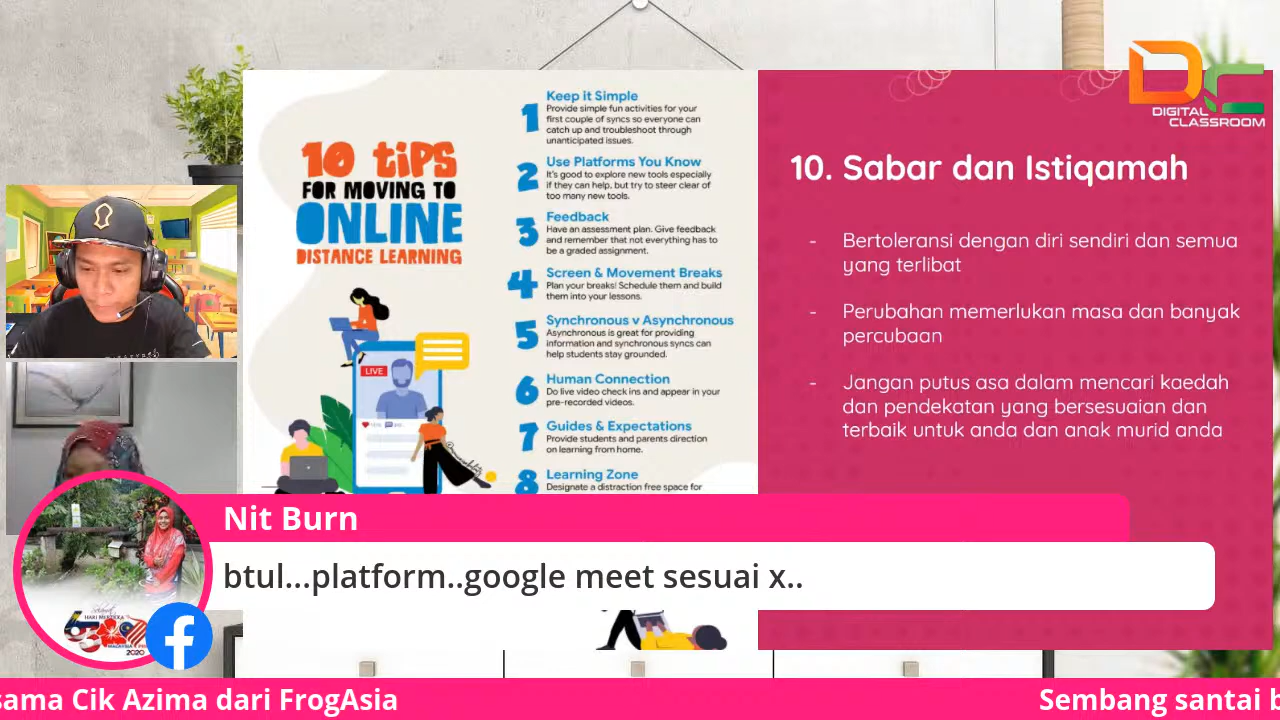 DIGITAL
CLASSROOM
10 TIPS
FOR MOVING TO
ONLINE
DISTANCE LEARNING
LIVE
1 Keep it Simple
Provide simple fun activities for your
first couple of syncs so everyone can
catch up and troubleshoot through
unanticipated issues.
2 Use Platforms You Know
It's good to explore new tools especially
if they can help, but try to steer clear of
too many new tools.
3 Feedback
Have an assessment plan. Give feedback
and remember that not everything has to
be a graded assignment.
4 Screen & Movement Breaks
Plan your breaks! Schedule them and build
them into your lessons.
5 Synchronous v Asynchronous
Asynchronous is great for providing
information and synchronous syncs can
help students stay grounded.
6 Human Connection
Do live video check ins and appear in your
pre-recorded videos.
7 Guides & Expectations
Provide students and parents direction
on learning from home.
8 Learning Zone
Designate a distraction free space for
10. Sabar dan Istiqamah
- Bertoleransi dengan diri sendiri dan semua
yang terlibat
- Perubahan memerlukan masa dan banyak
percubaan
- Jangan putus asa dalam mencari kaedah
dan pendekatan yang bersesuaian dan
terbaik untuk anda dan anak murid anda
Nit Burn
btul...platform..google meet sesuai x..
HARI MERDEKA
2020
sama Cik Azima dari FrogAsia
Sembang santai b